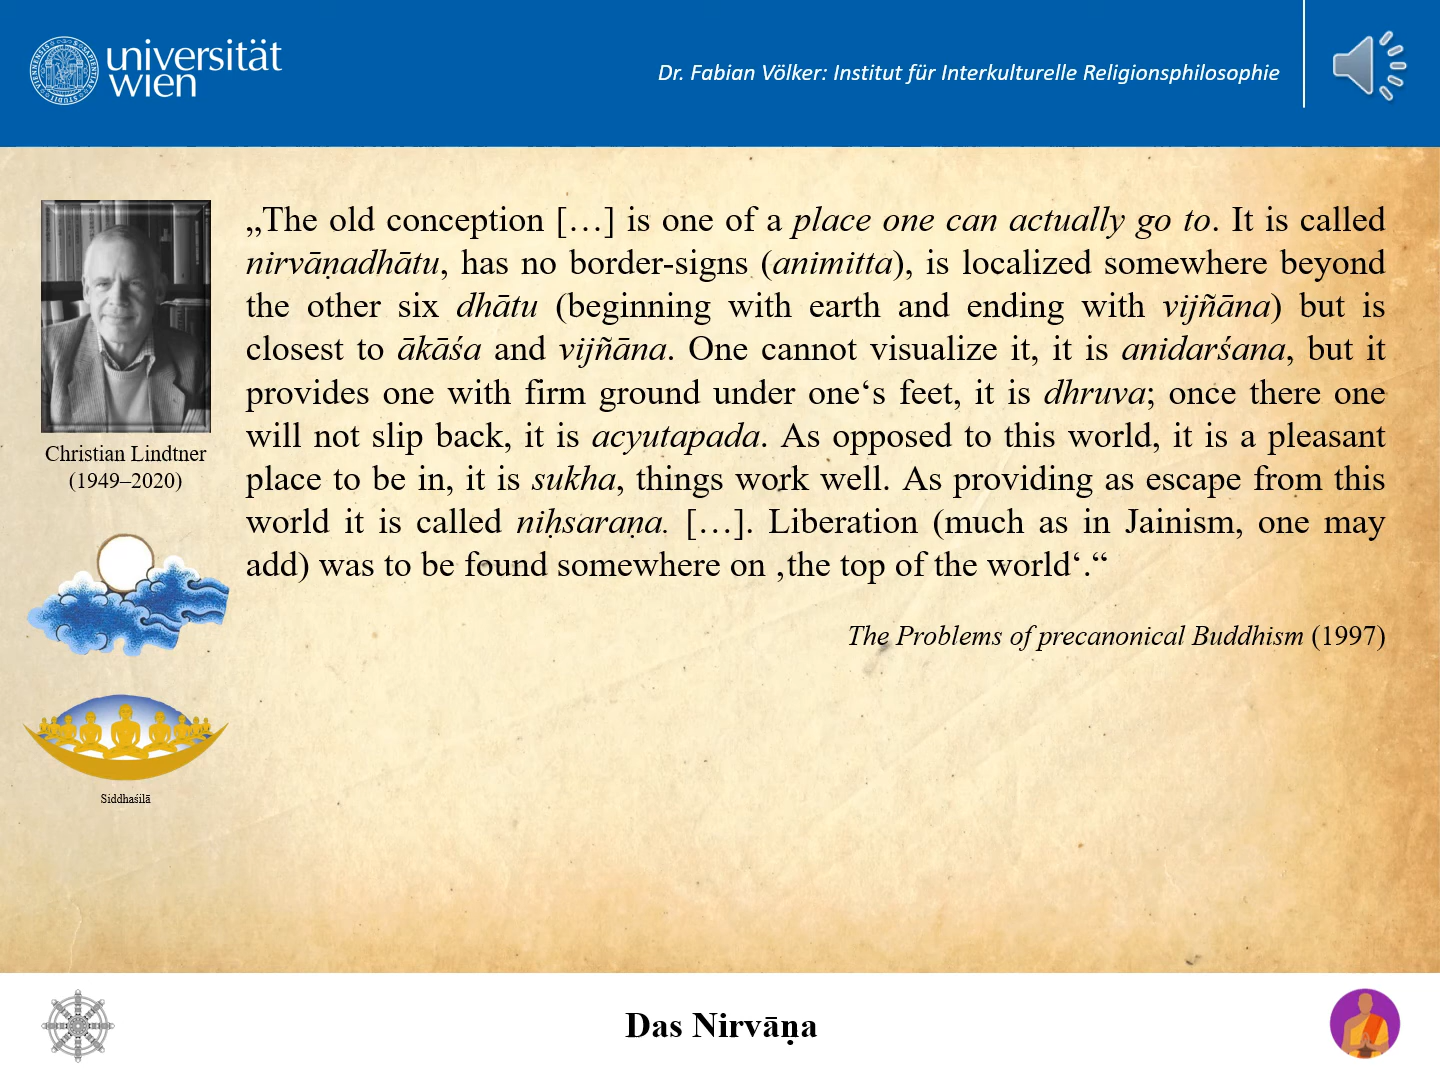 universität
wien
Dr. Fabian Völker: Institut für Interkulturelle Religionsphilosophie
„The old conception […] is one of a place one can actually go to. It is called
nirvāṇadhātu, has no border-signs (animitta), is localized somewhere beyond
the other six dhātu (beginning with earth and ending with vijñāna) but is
closest to ākāśa and vijñāna. One cannot visualize it, it is anidarśana, but it
provides one with firm ground under one‘s feet, it is dhruva; once there one
will not slip back, it is acyutapada. As opposed to this world, it is a pleasant
place to be in, it is sukha, things work well. As providing as escape from this
world it is called niḥsaraṇa. […]. Liberation (much as in Jainism, one may
add) was to be found somewhere on ‚the top of the world‘.“
The Problems of precanonical Buddhism (1997)
Christian Lindtner
(1949–2020)
Siddhaśilā
Das Nirvāṇa